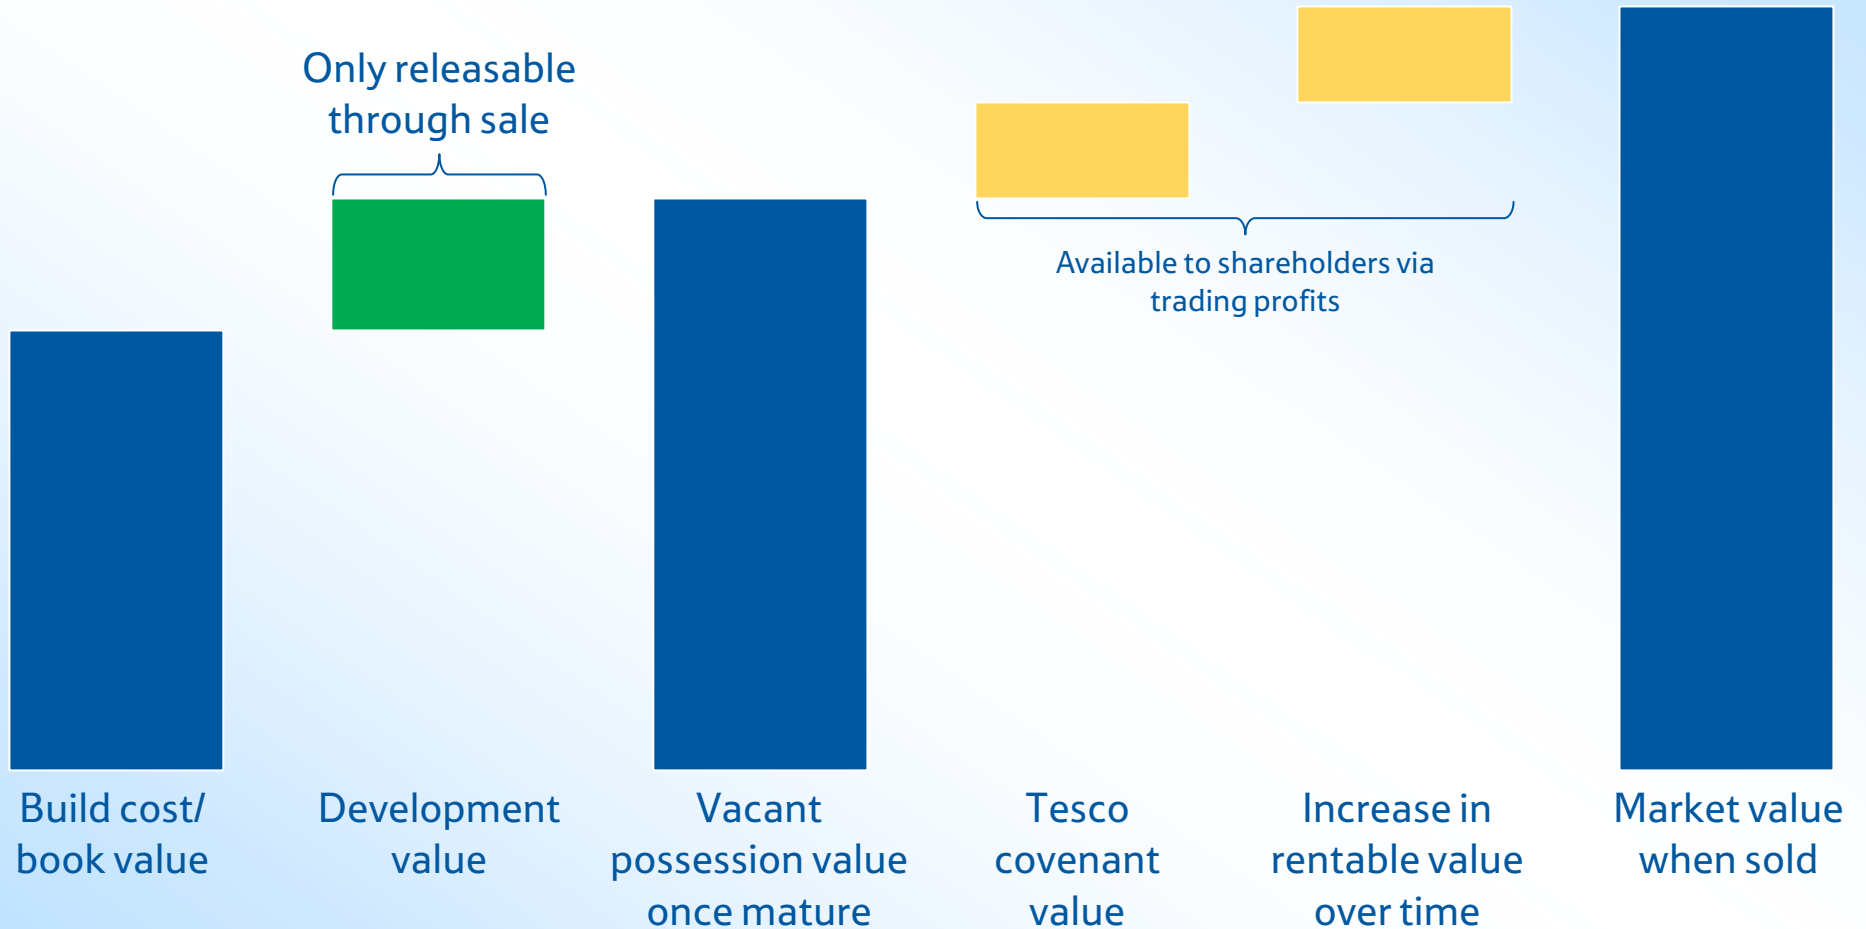 Only releasable
through sale
Available to shareholders via
trading profits
Build cost/
book value
Development
value
Vacant
possession value
once mature
Tesco
covenant
value
Increase in
rentable value
over time
Market value
when sold